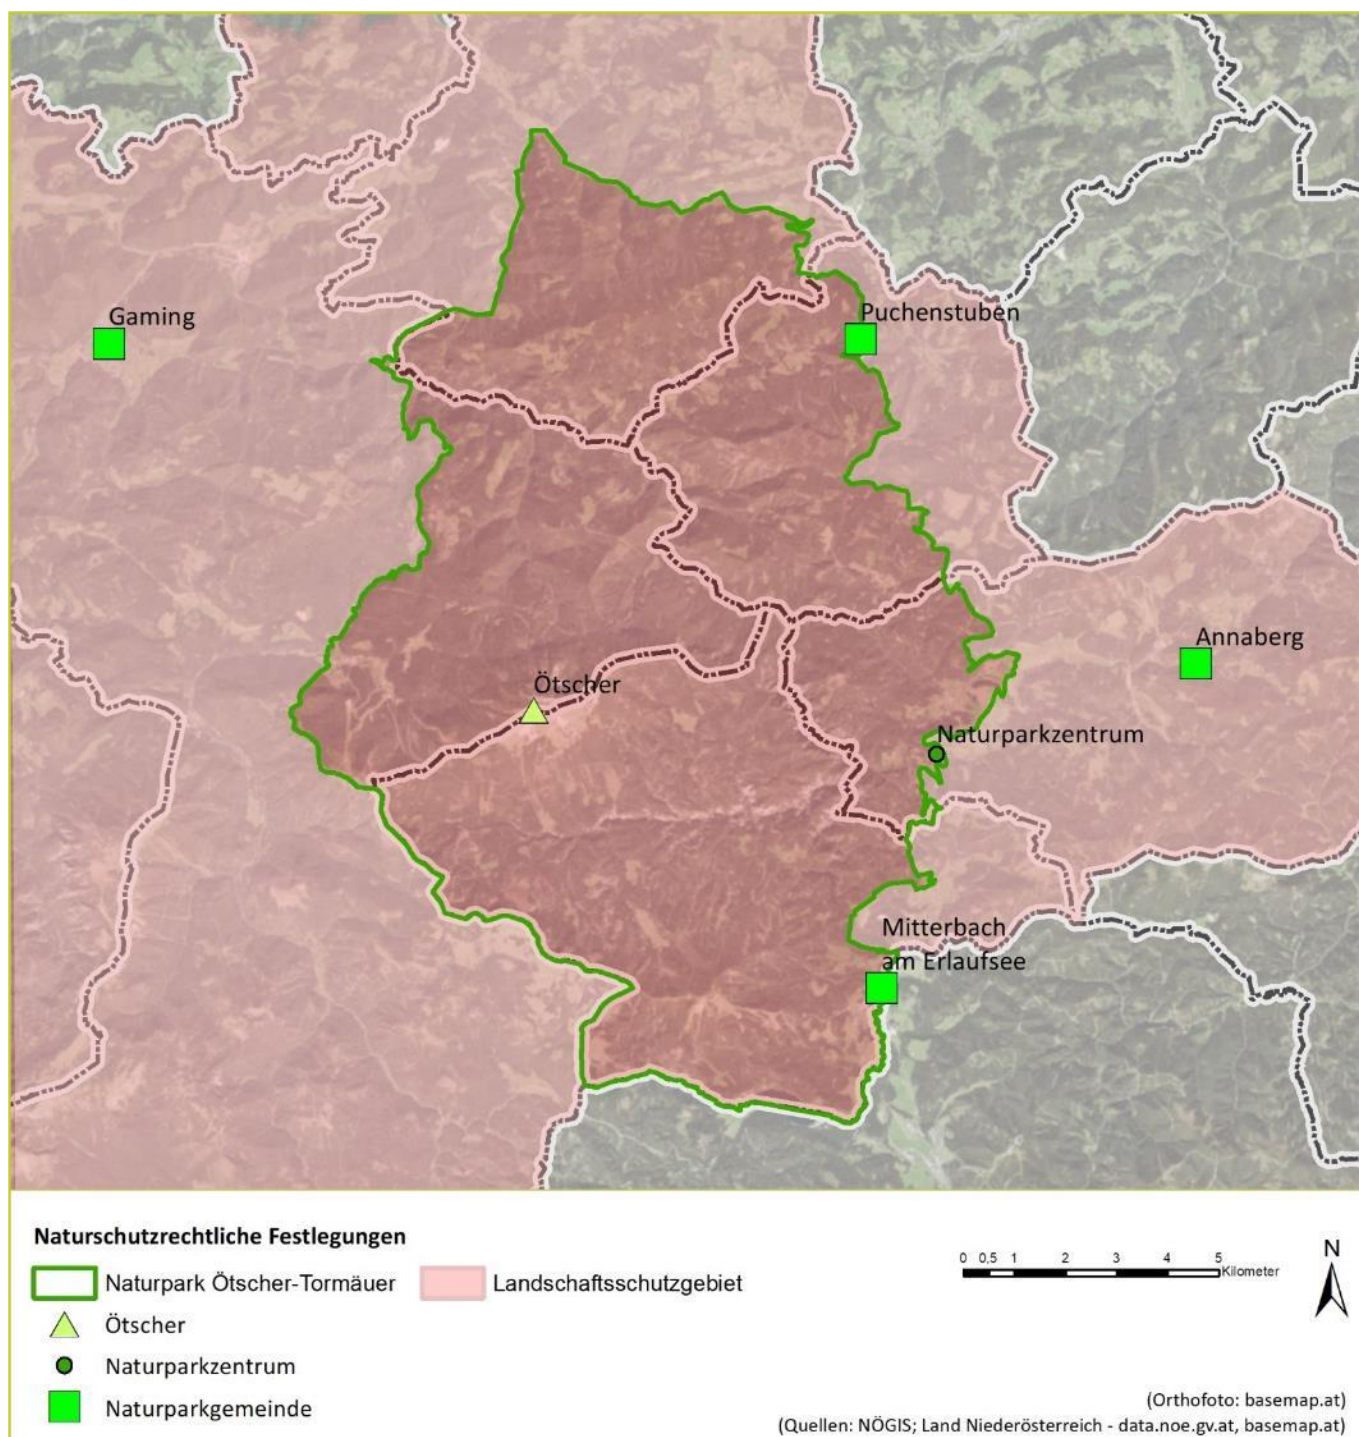 Gaming
Puchenstuben
Annaberg
Ötscher
Naturparkzentrum
Mitterbach
am Erlaufsee
Naturschutzrechtliche Festlegungen
Naturpark Ötscher-Tormäuer
Landschaftsschutzgebiet
Ötscher
Naturparkzentrum
Naturparkgemeinde
0 0,5 1 2 3 4 5
Kilometer
N
(Orthofoto: basemap.at)
(Quellen: NÖGIS; Land Niederösterreich - data.noe.gv.at, basemap.at)